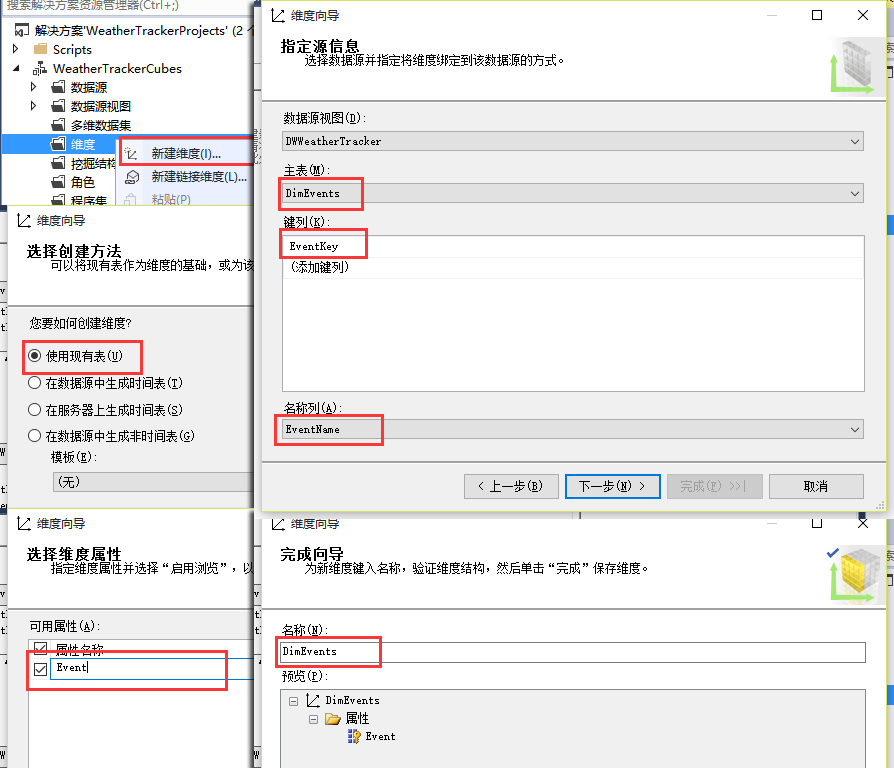 搜索解决方案资源管理器(Ctrl+;)
解决方案'WeatherTrackerProjects' (2 个
Scripts
WeatherTrackerCubes
数据源
数据源视图
多维数据集
维度
挖掘结构
角色
程序集
新建维度(I)...
新建链接维度(L)...
粘贴(P)
维度向导
选择创建方法
可以将现有表作为维度的基础，或为该
您要如何创建维度?
使用现有表(U)
在数据源中生成时间表(T)
在服务器上生成时间表(S)
在数据源中生成非时间表(G)
模板(E):
(无)
维度向导
指定源信息
选择数据源并指定将维度绑定到该数据源的方式。
数据源视图(D):
DWWeatherTracker
主表(M):
DimEvents
键列(K):
EventKey
(添加键列)
名称列(A):
EventName
< 上一步(B)
下一步(N) >
完成(F) >>|
取消
维度向导
选择维度属性
指定维度属性并选择“启用浏览”，以
可用属性(A):
属性名称
Event
维度向导
完成向导
为新维度键入名称，验证维度结构，然后单击“完成”保存维度。
名称(N):
DimEvents
预览(P):
DimEvents
属性
Event